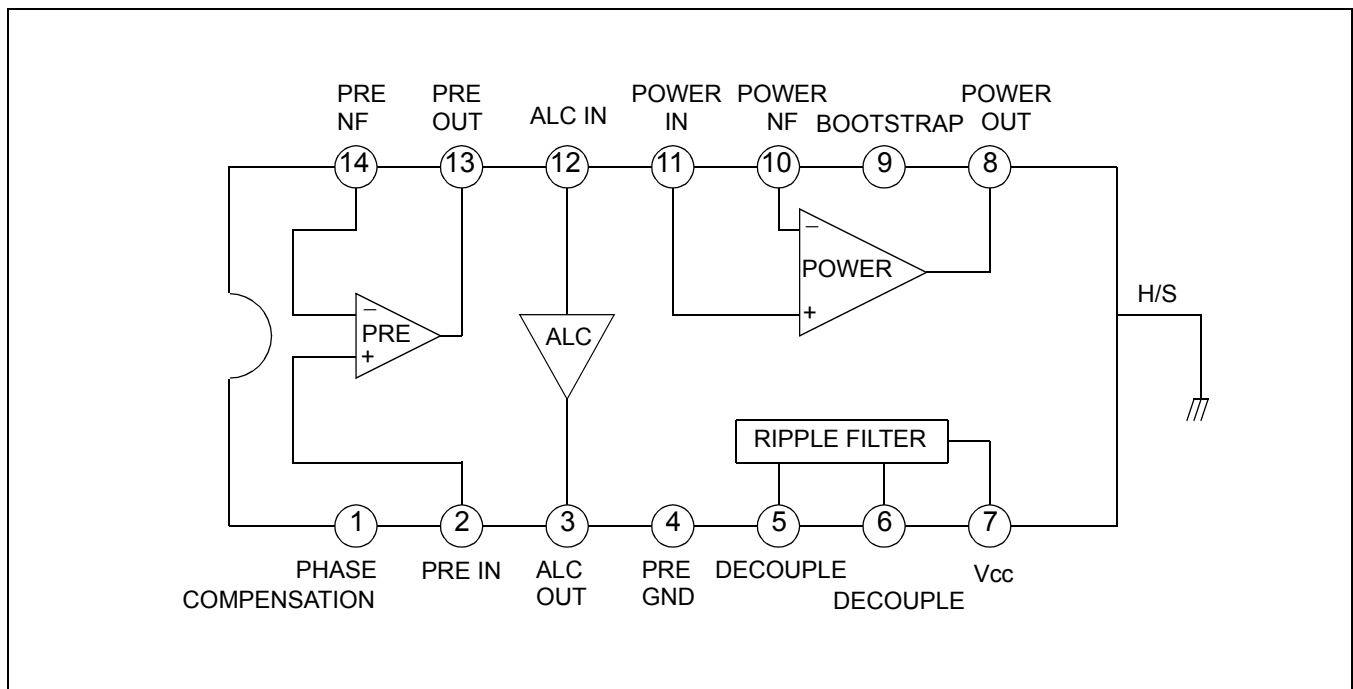 PRE
NF
PRE
OUT
ALC IN
POWER
IN
POWER
NF
BOOTSTRAP
POWER
OUT
14
13
12
11
10
9
8
−
POWER
+
H/S
−
PRE
+
ALC
RIPPLE FILTER
1
2
3
4
5
6
7
PHASE
COMPENSATION
PRE IN
ALC
OUT
PRE
GND
DECOUPLE
DECOUPLE
Vcc